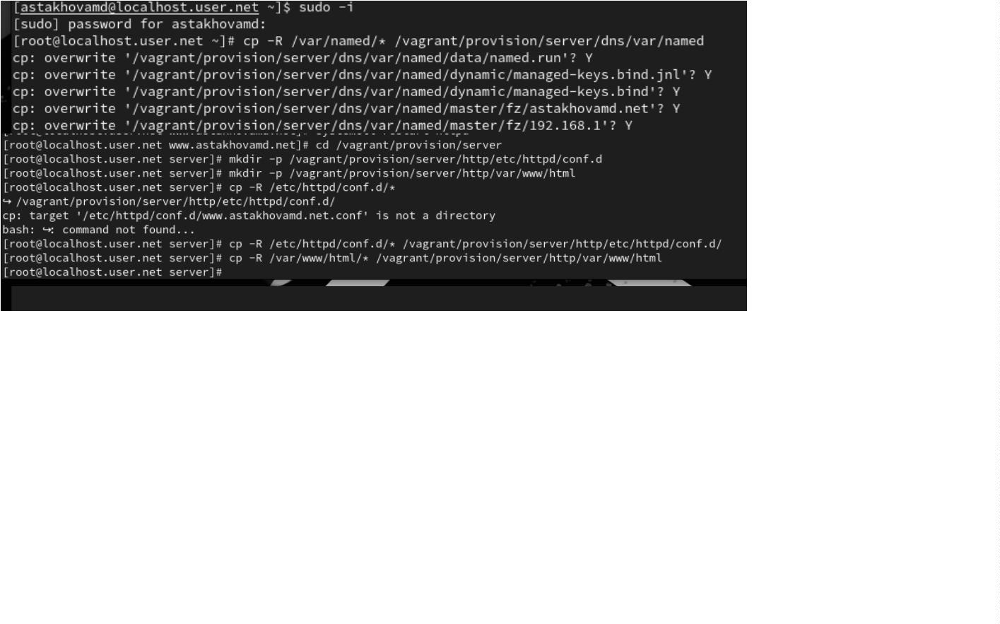 [astakhovamd@localhost.user.net ~]$ sudo -i
[sudo] password for astakhovamd:
[root@localhost.user.net ~]# cp -R /var/named/* /vagrant/provision/server/dns/var/named
cp: overwrite '/vagrant/provision/server/dns/var/named/data/named.run'? Y
cp: overwrite '/vagrant/provision/server/dns/var/named/dynamic/managed-keys.bind.jnl'? Y
cp: overwrite '/vagrant/provision/server/dns/var/named/dynamic/managed-keys.bind'? Y
cp: overwrite '/vagrant/provision/server/dns/var/named/master/fz/astakhovamd.net'? Y
cp: overwrite '/vagrant/provision/server/dns/var/named/master/fz/192.168.1'? Y
[root@localhost.user.net www.astakhovamd.net]# cd /vagrant/provision/server
[root@localhost.user.net server]# mkdir -p /vagrant/provision/server/http/etc/httpd/conf.d
[root@localhost.user.net server]# mkdir -p /vagrant/provision/server/http/var/www/html
[root@localhost.user.net server]# cp -R /etc/httpd/conf.d/*
↪ /vagrant/provision/server/http/etc/httpd/conf.d/
cp: target '/etc/httpd/conf.d/www.astakhovamd.net.conf' is not a directory
bash: ↪: command not found...
[root@localhost.user.net server]# cp -R /etc/httpd/conf.d/* /vagrant/provision/server/http/etc/httpd/conf.d/
[root@localhost.user.net server]# cp -R /var/www/html/* /vagrant/provision/server/http/var/www/html
[root@localhost.user.net server]#